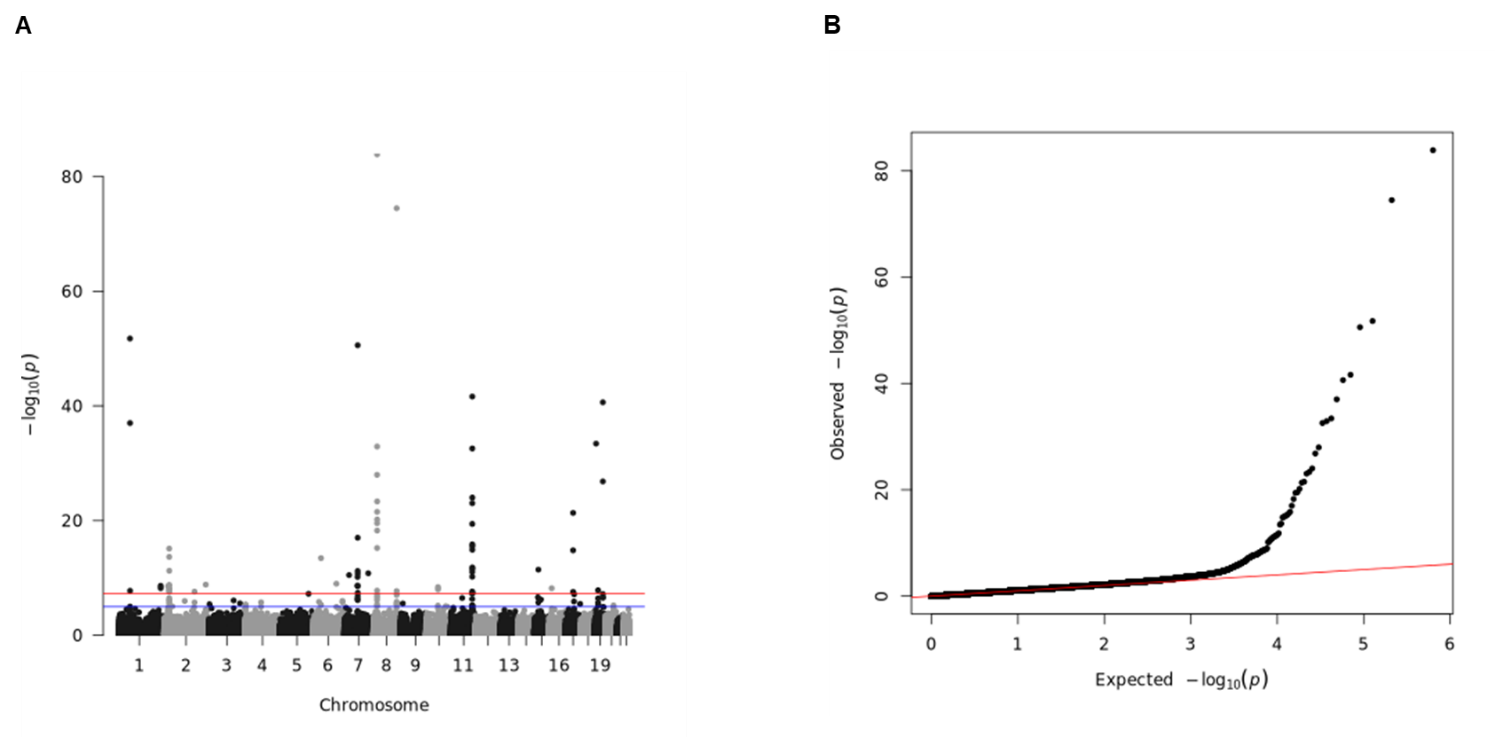 A
B
80
60
40
20
0
−log10(p)
1 2 3 4 5 6 7 8 9 11 13 16 19
Chromosome
80
60
40
20
0
Observed −log10(p)
0 1 2 3 4 5 6
Expected −log10(p)